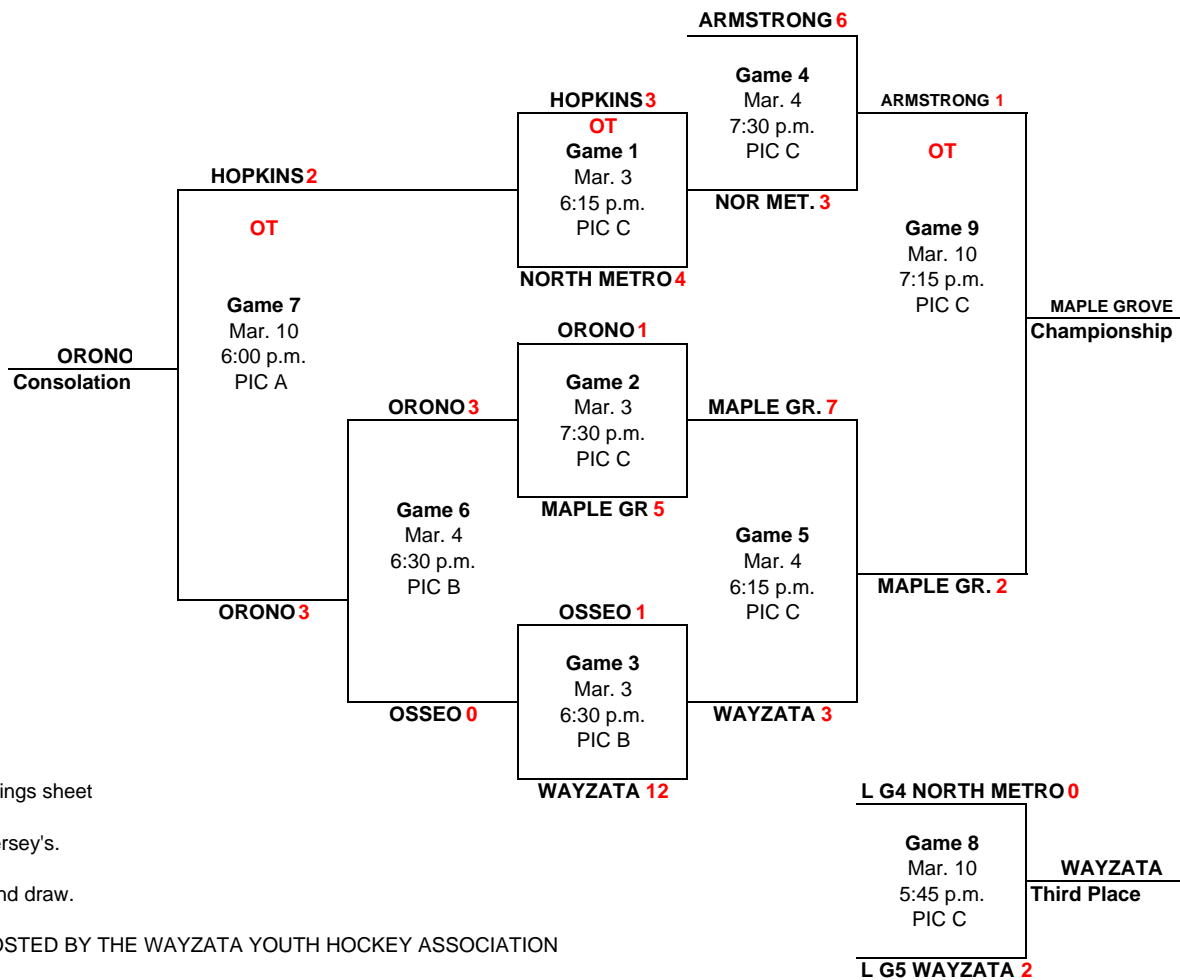 ARMSTRONG 6
Game 4
Mar. 4
7:30 p.m.
PIC C
NOR MET. 3
HOPKINS 3
OT
Game 1
Mar. 3
6:15 p.m.
PIC C
NORTH METRO 4
ARMSTRONG 1
OT
Game 9
Mar. 10
7:15 p.m.
PIC C
MAPLE GR. 2
MAPLE GROVE
Championship
HOPKINS 2
OT
Game 7
Mar. 10
6:00 p.m.
PIC A
ORONO 3
ORONO
Consolation
ORONO 1
Game 2
Mar. 3
7:30 p.m.
PIC C
MAPLE GR 5
ORONO 3
Game 6
Mar. 4
6:30 p.m.
PIC B
OSSEO 0
MAPLE GR. 7
Game 5
Mar. 4
6:15 p.m.
PIC C
WAYZATA 3
OSSEO 1
Game 3
Mar. 3
6:30 p.m.
PIC B
WAYZATA 12
L G4 NORTH METRO 0
Game 8
Mar. 10
5:45 p.m.
PIC C
L G5 WAYZATA 2
WAYZATA
Third Place
ings sheet
ersey's.
nd draw.
OSTED BY THE WAYZATA YOUTH HOCKEY ASSOCIATION